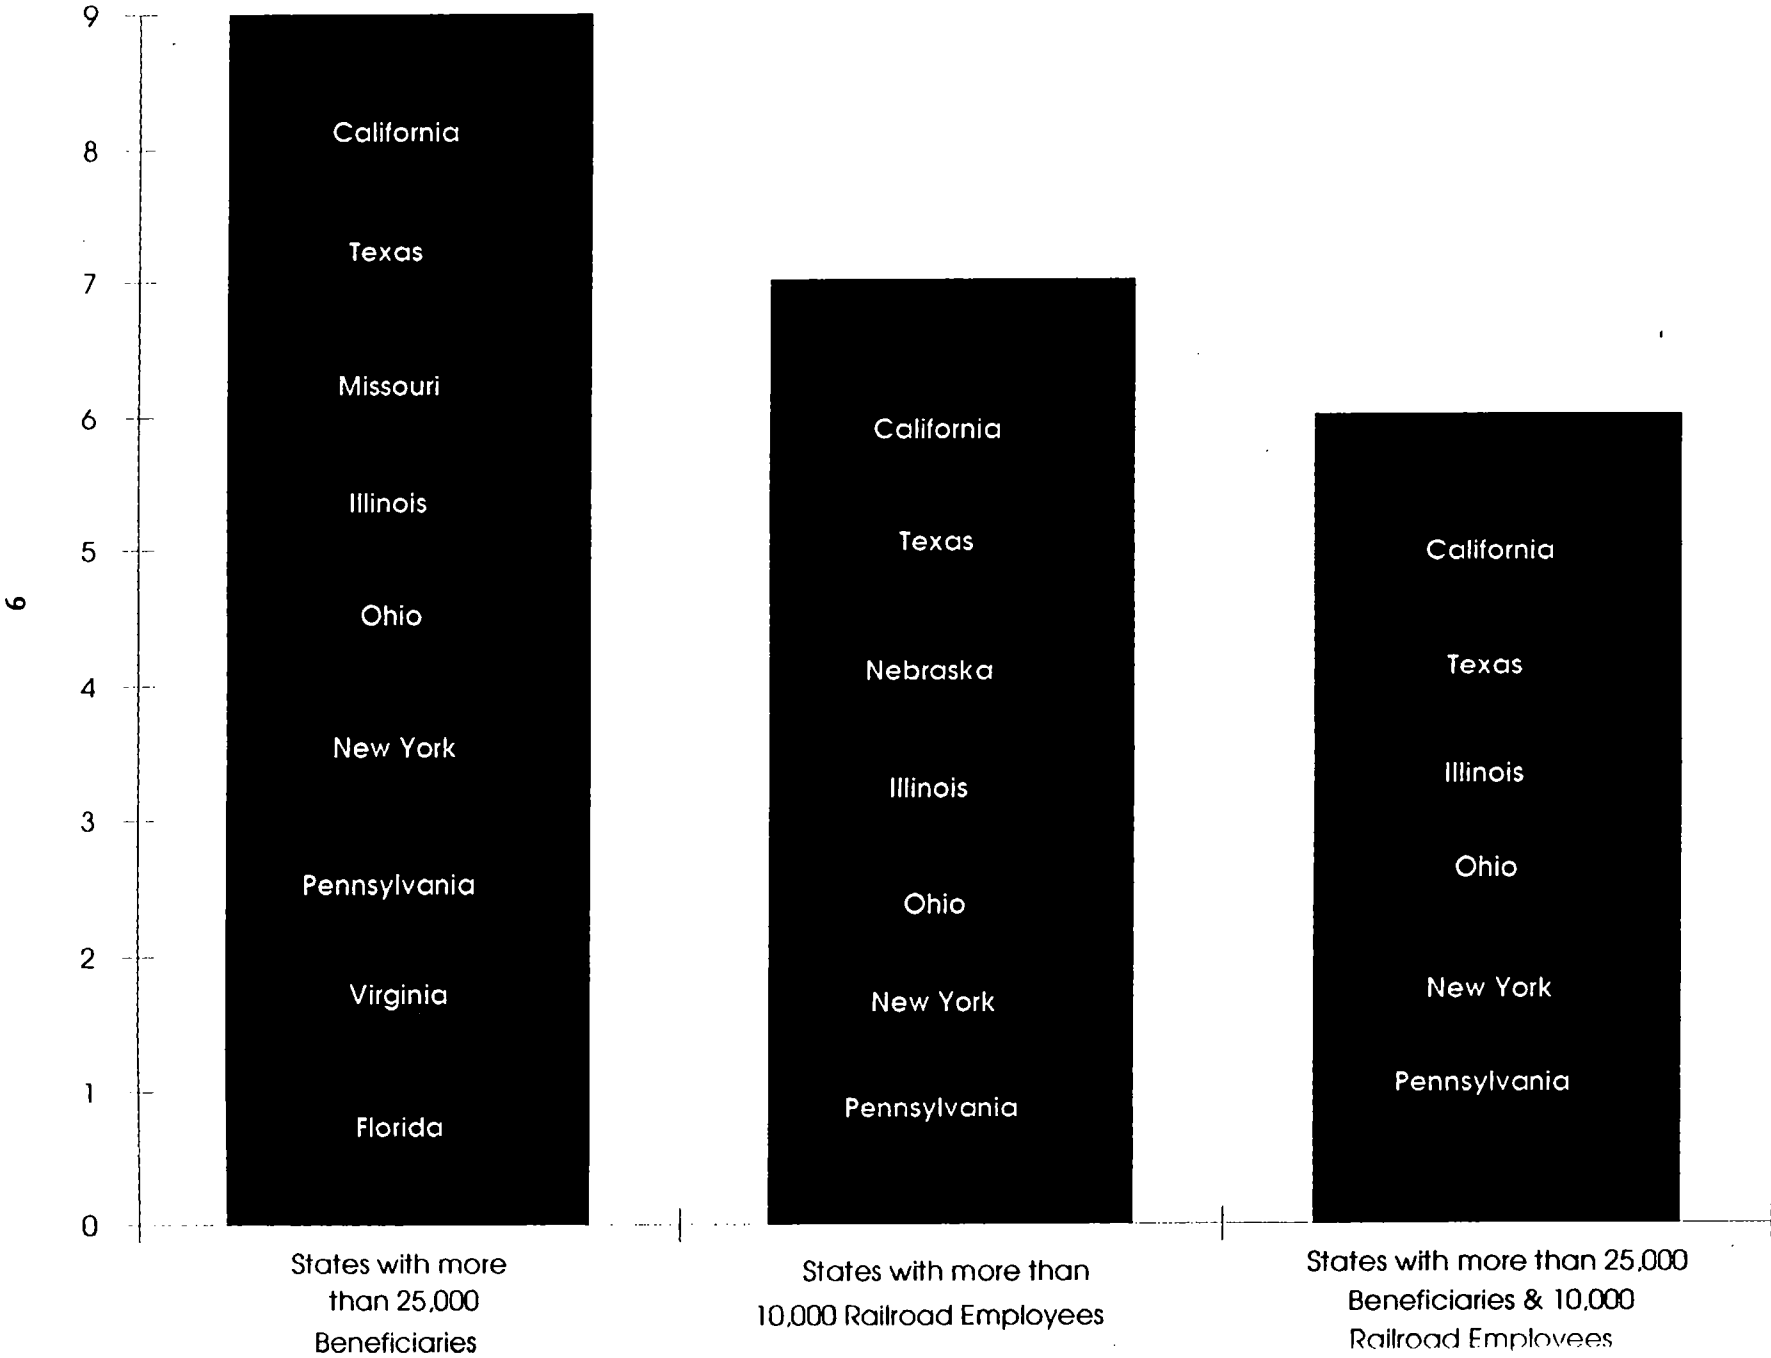 9
8
7
6
5
4
3
2
1
0
California
Texas
Missouri
Illinois
Ohio
New York
Pennsylvania
Virginia
Florida
California
Texas
Nebraska
Illinois
Ohio
New York
Pennsylvania
California
Texas
Illinois
Ohio
New York
Pennsylvania
States with more
than 25,000
Beneficiaries
States with more than
10,000 Railroad Employees
States with more than 25,000
Beneficiaries & 10,000
Railroad Employees
9